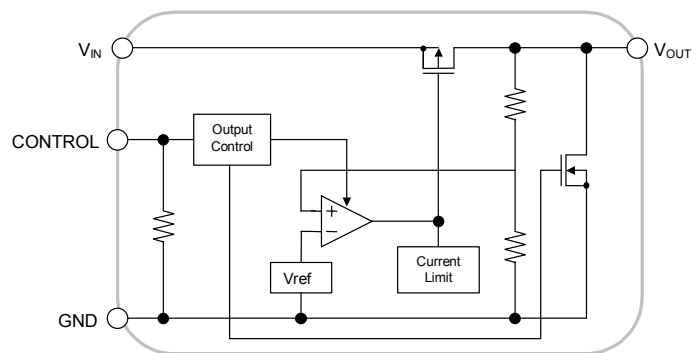 VIN
VOUT
CONTROL
Output
Control
+
−
Vref
Current
Limit
GND